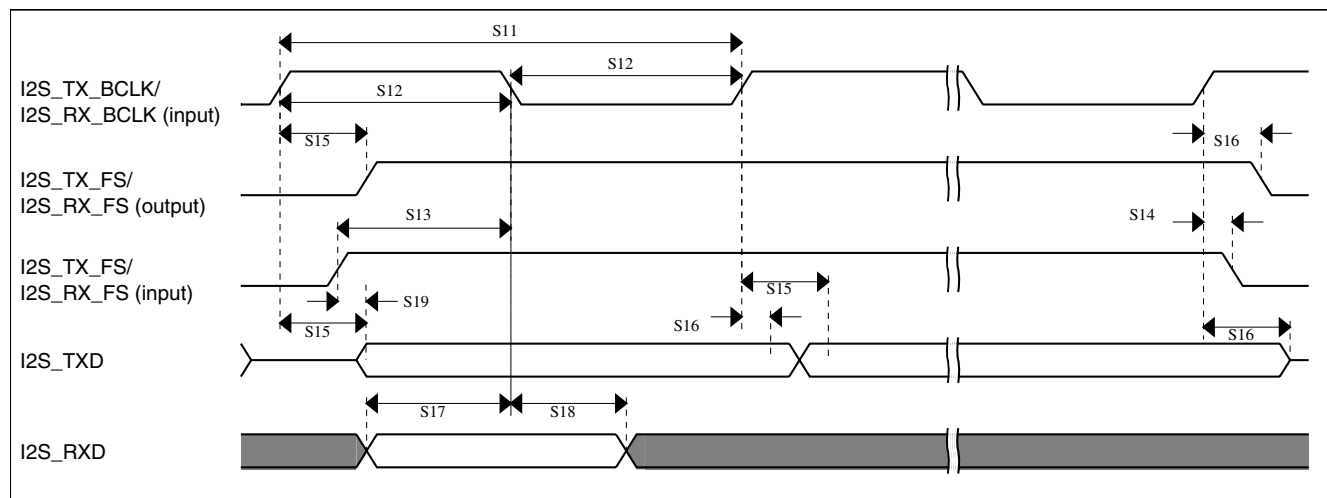 S11
I2S_TX_BCLK/
I2S_RX_BCLK (input)
S12
S12
S15
S16
I2S_TX_FS/
I2S_RX_FS (output)
S13
S14
I2S_TX_FS/
I2S_RX_FS (input)
S19
S15
S15
S16
S16
I2S_TXD
S17
S18
I2S_RXD